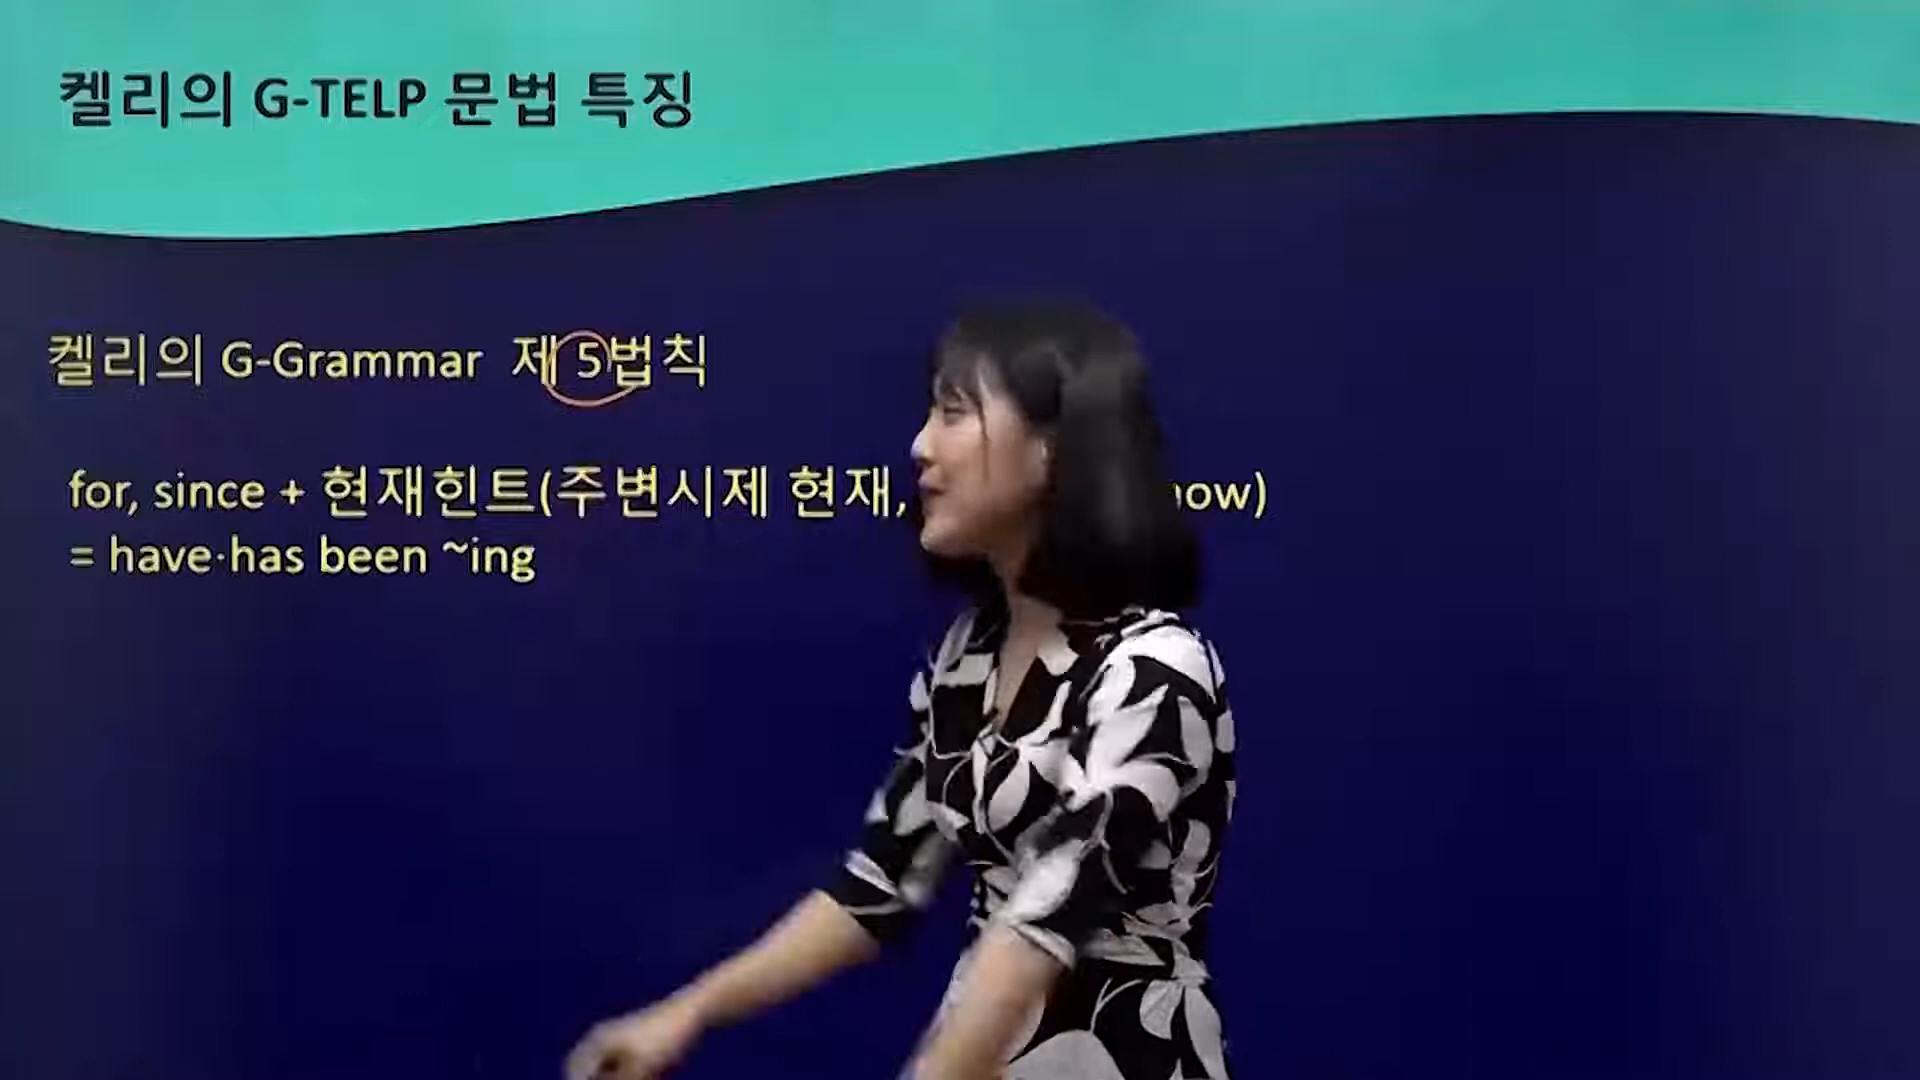 켈리의 G-TELP 문법 특징
켈리의 G-Grammar 제 5법칙
for, since + 현재힌트(주변시제 현재,
= have·has been ~ing